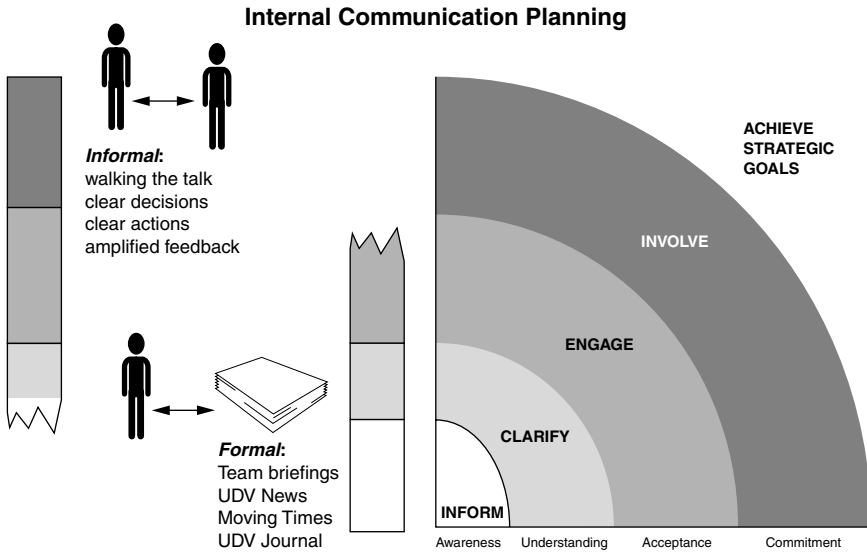 Internal Communication Planning
Informal:
walking the talk
clear decisions
clear actions
amplified feedback
Formal:
Team briefings
UDV News
Moving Times
UDV Journal
ACHIEVE
STRATEGIC
GOALS
INVOLVE
ENGAGE
CLARIFY
INFORM
Awareness Understanding Acceptance Commitment